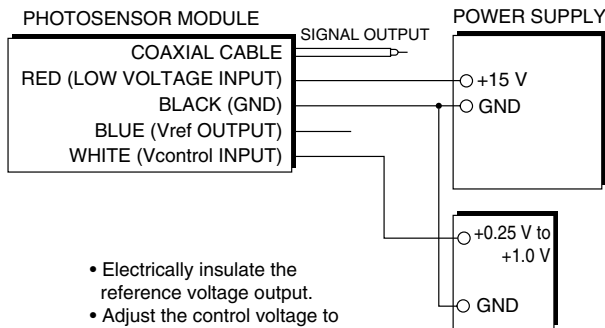 PHOTOSENSOR MODULE
POWER SUPPLY
SIGNAL OUTPUT
COAXIAL CABLE
RED (LOW VOLTAGE INPUT)
+15 V
BLACK (GND)
GND
BLUE (Vref OUTPUT)
WHITE (Vcontrol INPUT)
+0.25 V to
+1.0 V
• Electrically insulate the
reference voltage output.
GND
• Adjust the control voltage to